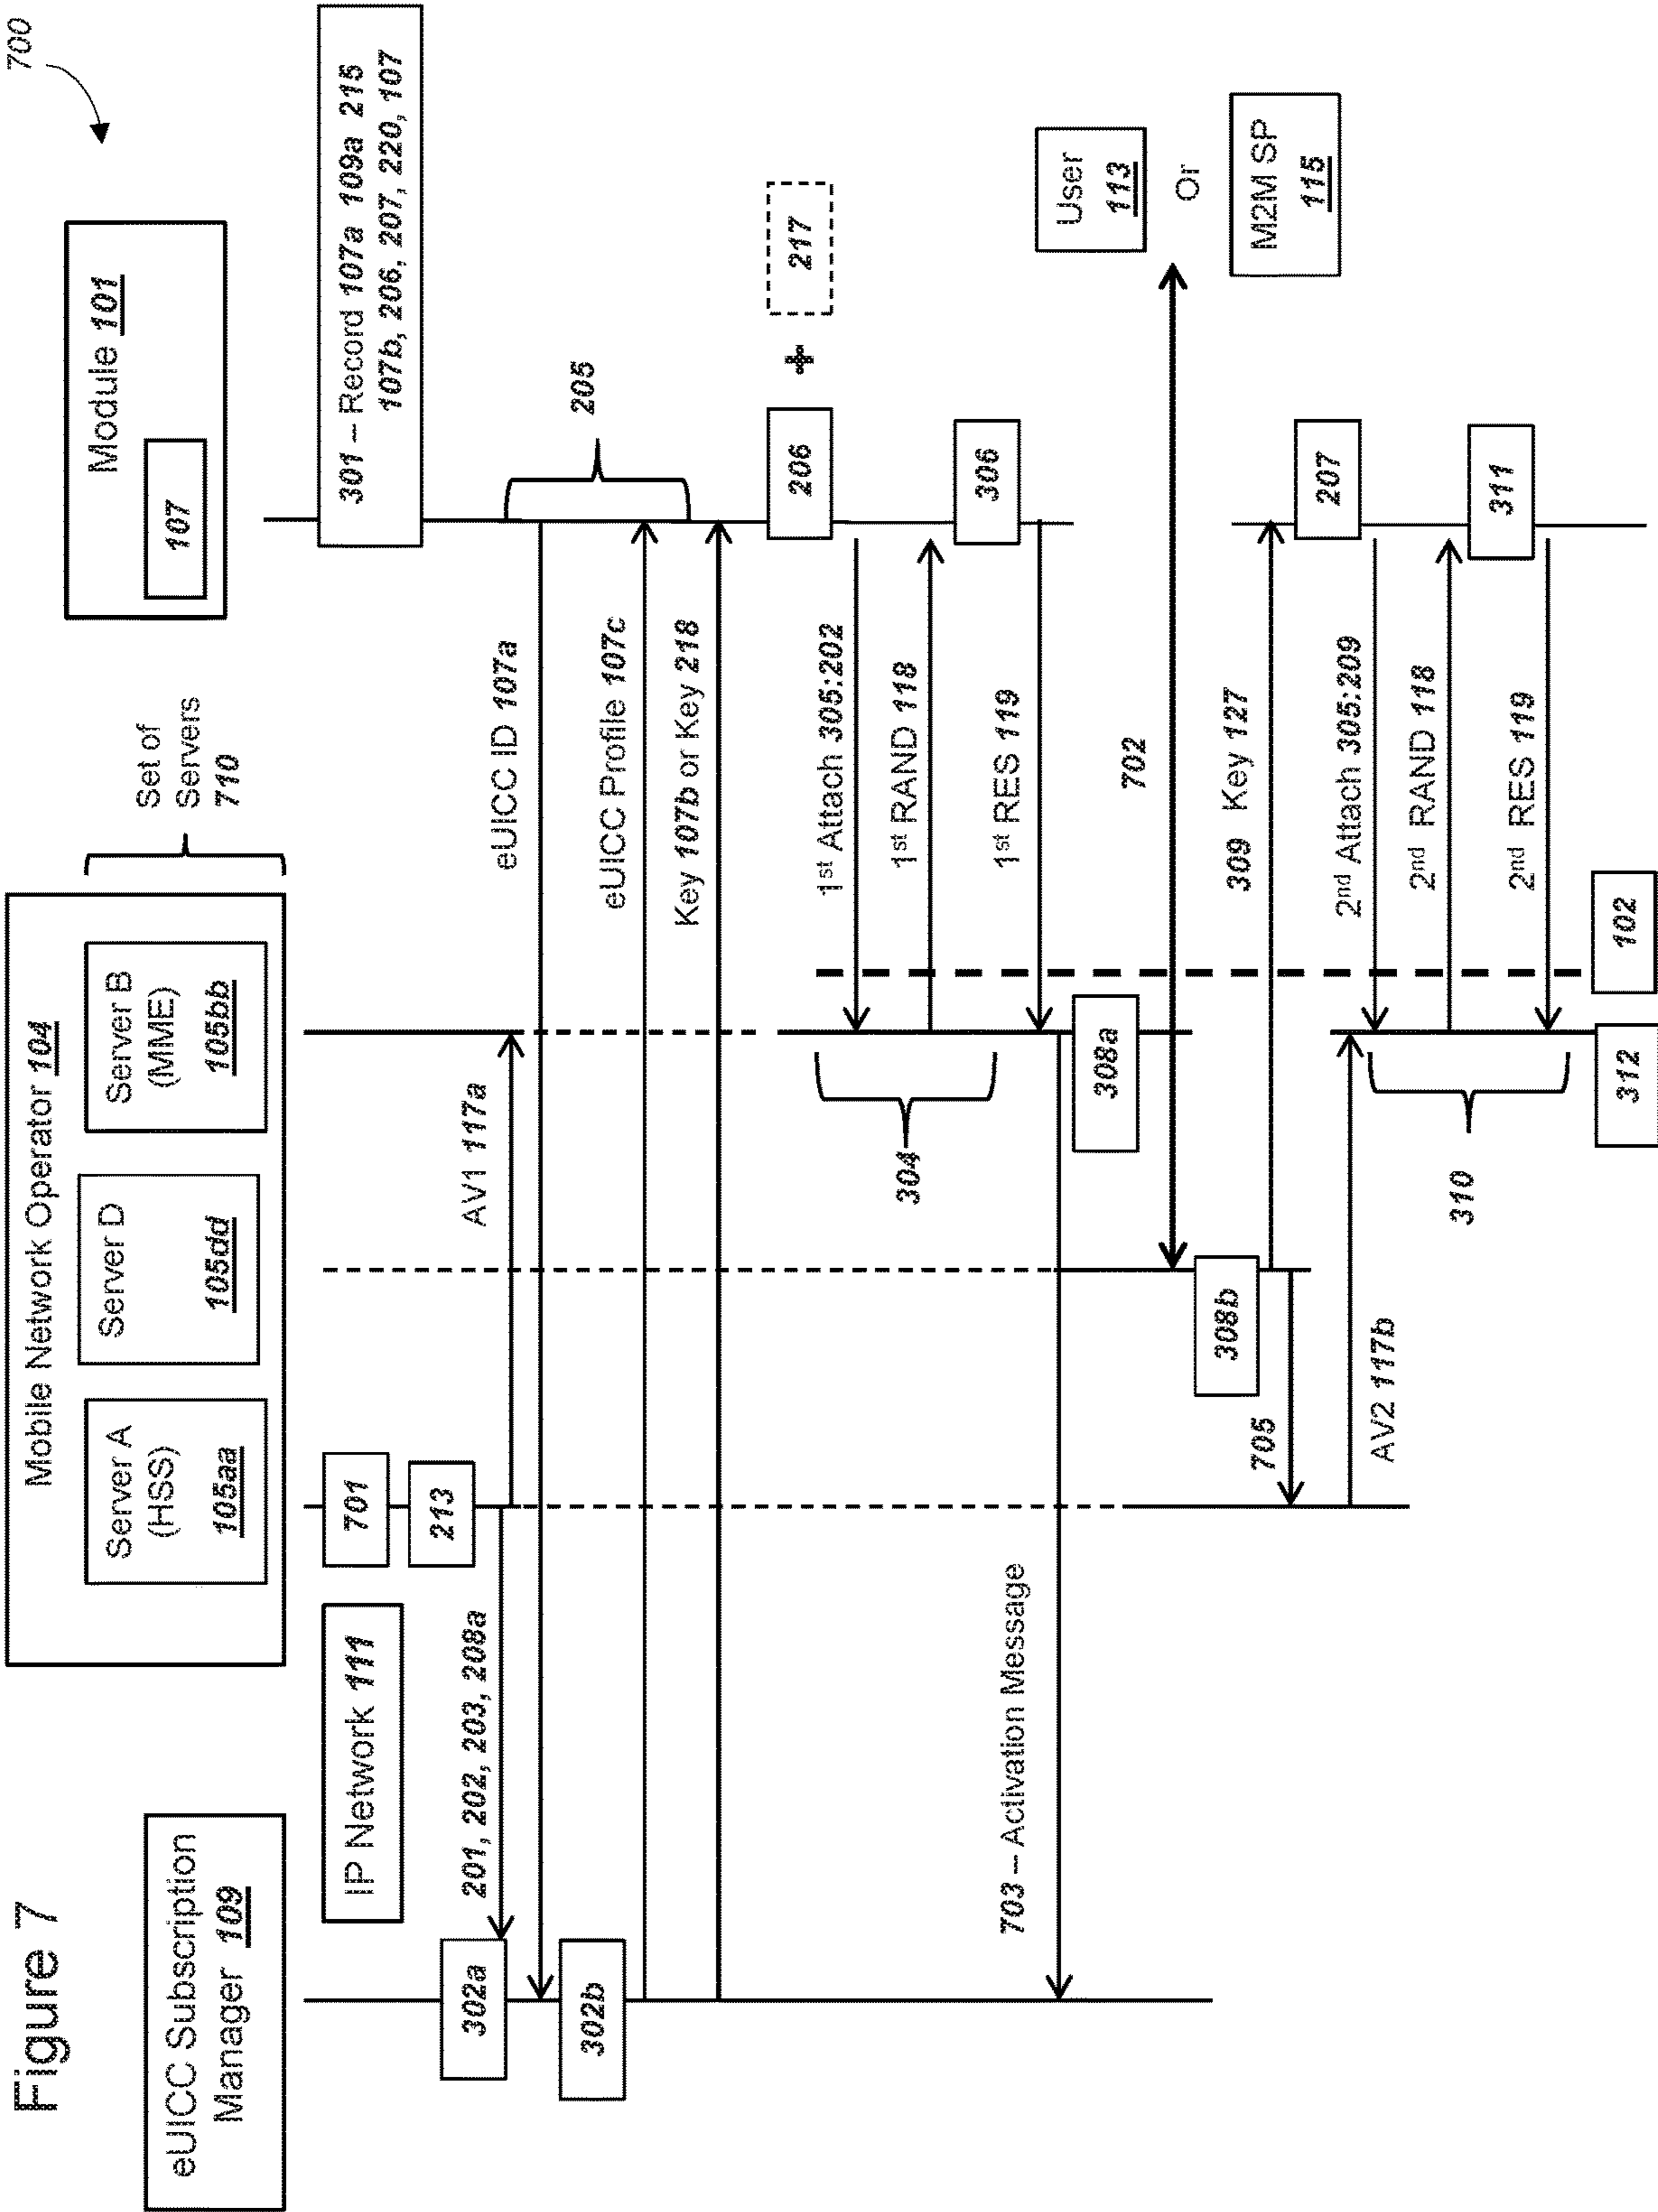 Figure 7
700
eUICC Subscription
Manager 109
Mobile Network Operator 104
Server A
(HSS)
105aa
Server D
105dd
Server B
(MME)
105bb
Set of
Servers
710
Module 101
107
IP Network 111
701
213
301 – Record 107a 109a 215
107b, 206, 207, 220, 107
201, 202, 203, 208a
AV1 117a
302a
eUICC ID 107a
205
302b
eUICC Profile 107c
Key 107b or Key 218
206
+
217
1st Attach 305:202
304
1st RAND 118
306
1st RES 119
703 – Activation Message
308a
User
113
Or
M2M SP
115
702
308b
309 Key 127
705
207
AV2 117b
2nd Attach 305:209
310
2nd RAND 118
311
2nd RES 119
312
102